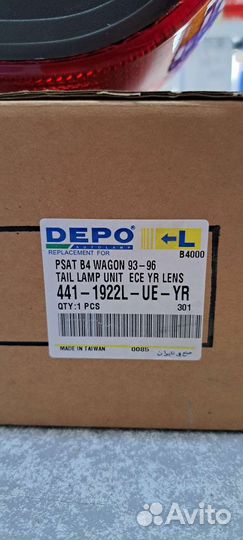 DEPO
AUTOLAMP
←L
REPLACEMENT FOR
B4000
PSAT B4 WAGON 93-96
TAIL LAMP UNIT ECE YR LENS
441-1922L-UE-YR
QTY:1 PCS 301
MADE IN TAIWAN 0085
Avito